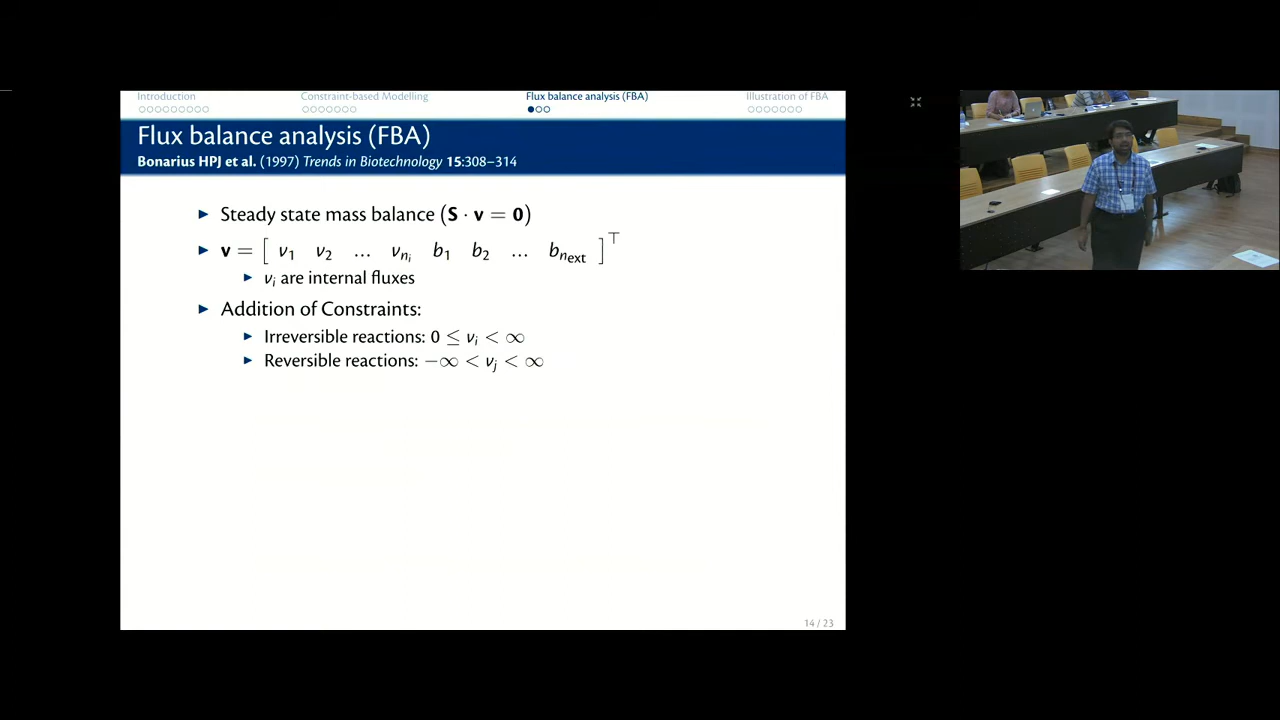 Introduction
Constraint-based Modelling
Flux balance analysis (FBA)
Illustration of FBA
Flux balance analysis (FBA)
Bonarius HPJ et al. (1997) Trends in Biotechnology 15:308–314
▶ Steady state mass balance (S · v = 0)
▶ v = [ v₁ v₂ … vₙᵢ b₁ b₂ … bₙₑₓₜ ]⊤
▶ vᵢ are internal fluxes
▶ Addition of Constraints:
▶ Irreversible reactions: 0 ≤ vᵢ < ∞
▶ Reversible reactions: −∞ < vⱼ < ∞
14 / 23